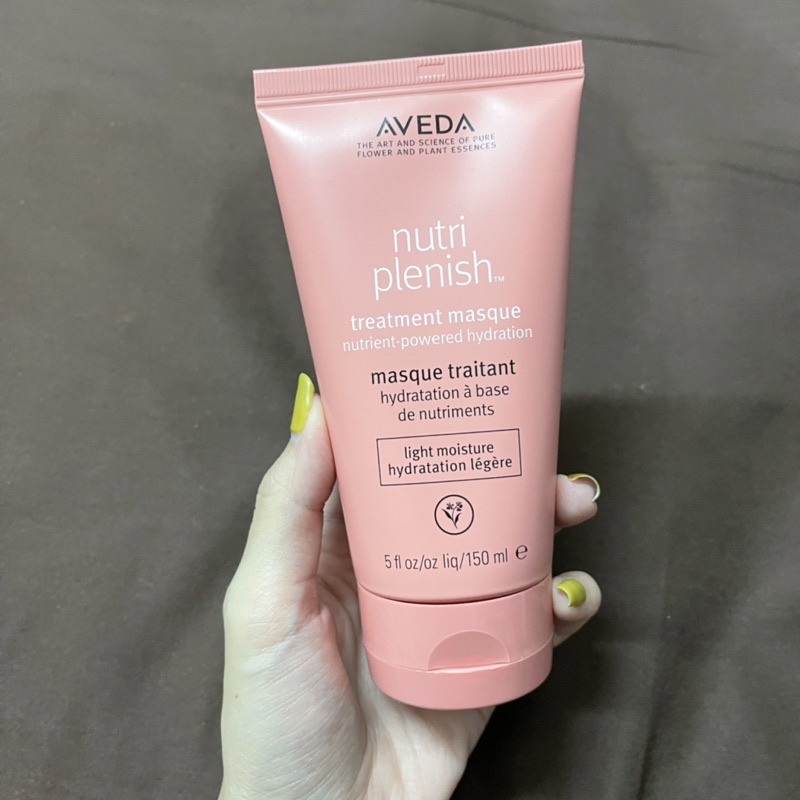 AVEDA
THE ART AND SCIENCE OF PURE
FLOWER AND PLANT ESSENCES
nutri
plenish™
treatment masque
nutrient-powered hydration
masque traitant
hydratation à base
de nutriments
light moisture
hydratation légère
5 fl oz/oz liq/150 ml ℮